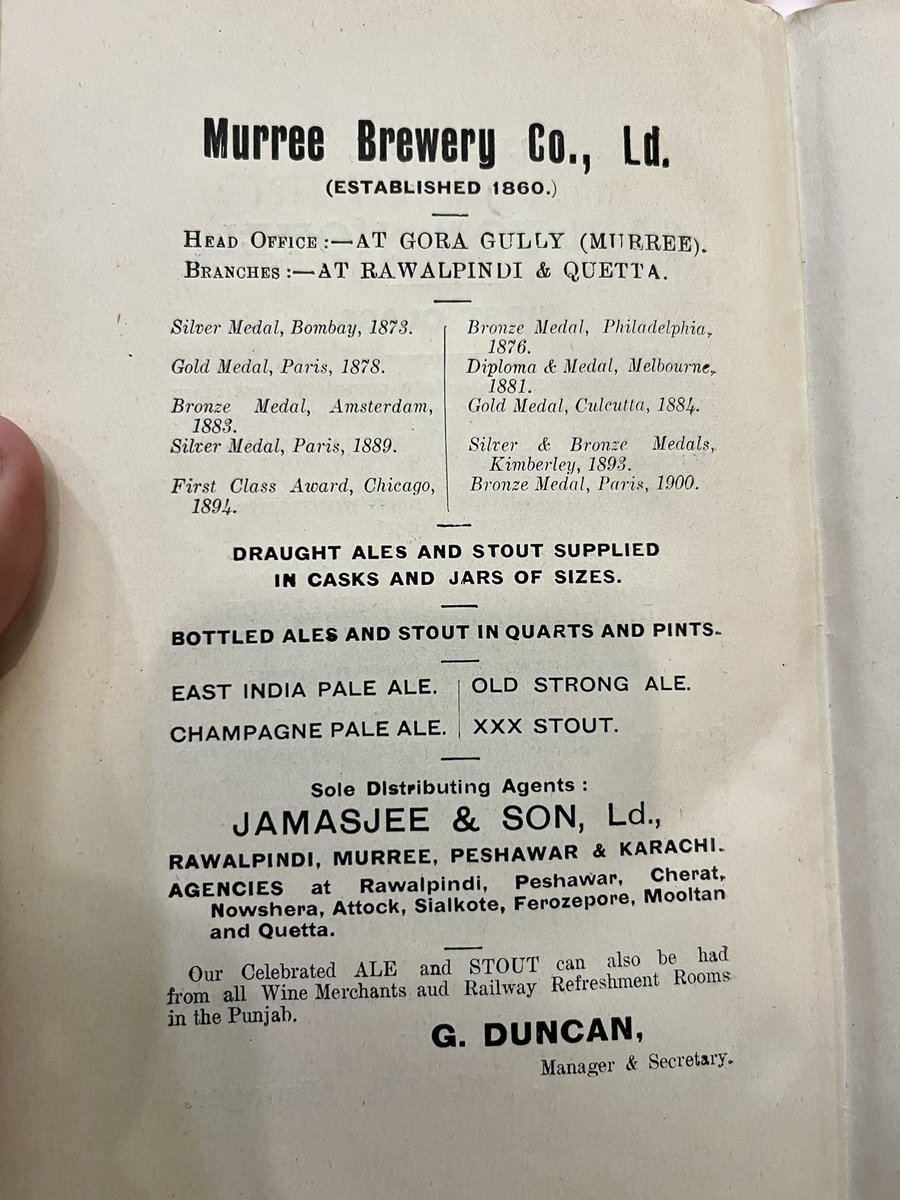 Murree Brewery Co., Ld.
(ESTABLISHED 1860.)
HEAD OFFICE :—AT GORA GULLY (MURREE).
BRANCHES :—AT RAWALPINDI & QUETTA.
Silver Medal, Bombay, 1873.
Gold Medal, Paris, 1878.
Bronze Medal, Amsterdam,
1883.
Silver Medal, Paris, 1889.
First Class Award, Chicago,
1894.
Bronze Medal, Philadelphia,
1876.
Diploma & Medal, Melbourne,
1881.
Gold Medal, Culcutta, 1884.
Silver & Bronze Medals,
Kimberley, 1893.
Bronze Medal, Paris, 1900.
DRAUGHT ALES AND STOUT SUPPLIED
IN CASKS AND JARS OF SIZES.
BOTTLED ALES AND STOUT IN QUARTS AND PINTS.
EAST INDIA PALE ALE.
CHAMPAGNE PALE ALE.
OLD STRONG ALE.
XXX STOUT.
Sole Distributing Agents :
JAMASJEE & SON, Ld.,
RAWALPINDI, MURREE, PESHAWAR & KARACHI.
AGENCIES at Rawalpindi, Peshawar, Cherat,
Nowshera, Attock, Sialkote, Ferozepore, Mooltan
and Quetta.
Our Celebrated ALE and STOUT can also be had
from all Wine Merchants aud Railway Refreshment Rooms
in the Punjab.
G. DUNCAN,
Manager & Secretary.